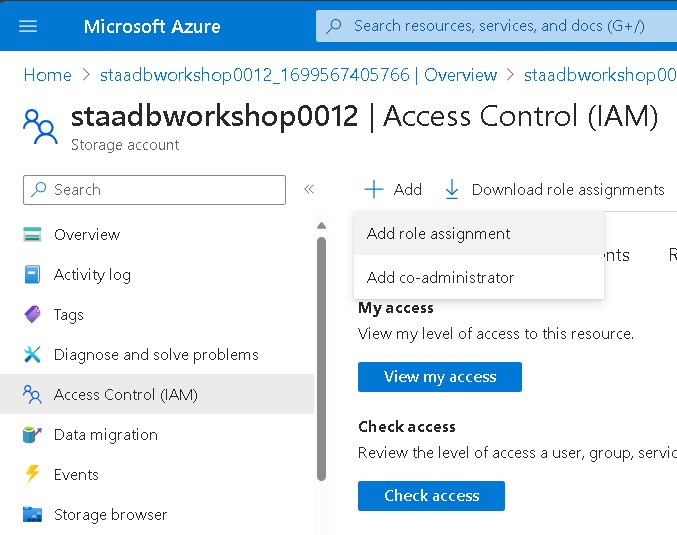 Microsoft Azure
Search resources, services, and docs (G+/)
Home > staadbworkshop0012_1699567405766 | Overview > staadbworkshop00
staadbworkshop0012 | Access Control (IAM)
Storage account
Search
«
Add
Download role assignments
Add role assignment
Add co-administrator
nts
R
Overview
Activity log
Tags
Diagnose and solve problems
Access Control (IAM)
Data migration
Events
Storage browser
My access
View my level of access to this resource.
View my access
Check access
Review the level of access a user, group, servic
Check access